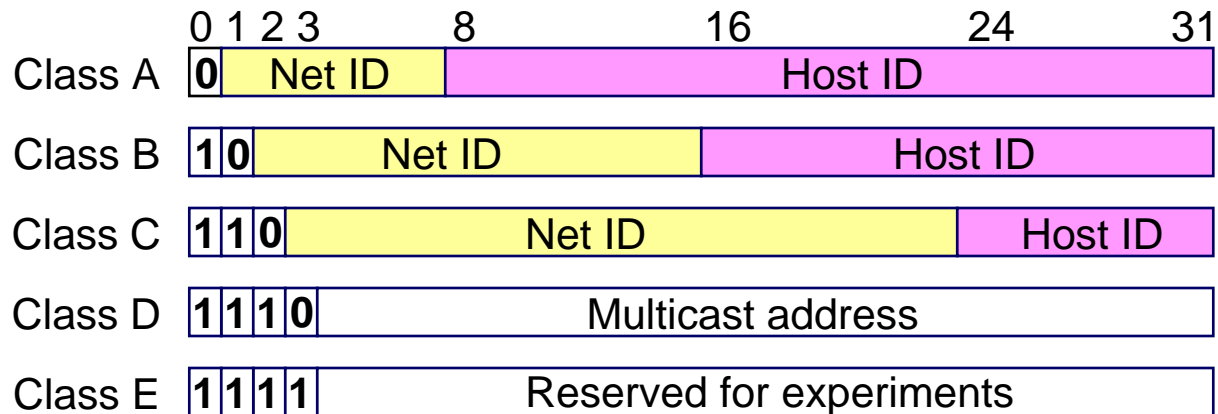 0 1 2 3 8 16 24 31
Class A 0 Net ID Host ID
Class B 1 0 Net ID Host ID
Class C 1 1 0 Net ID Host ID
Class D 1 1 1 0 Multicast address
Class E 1 1 1 1 Reserved for experiments